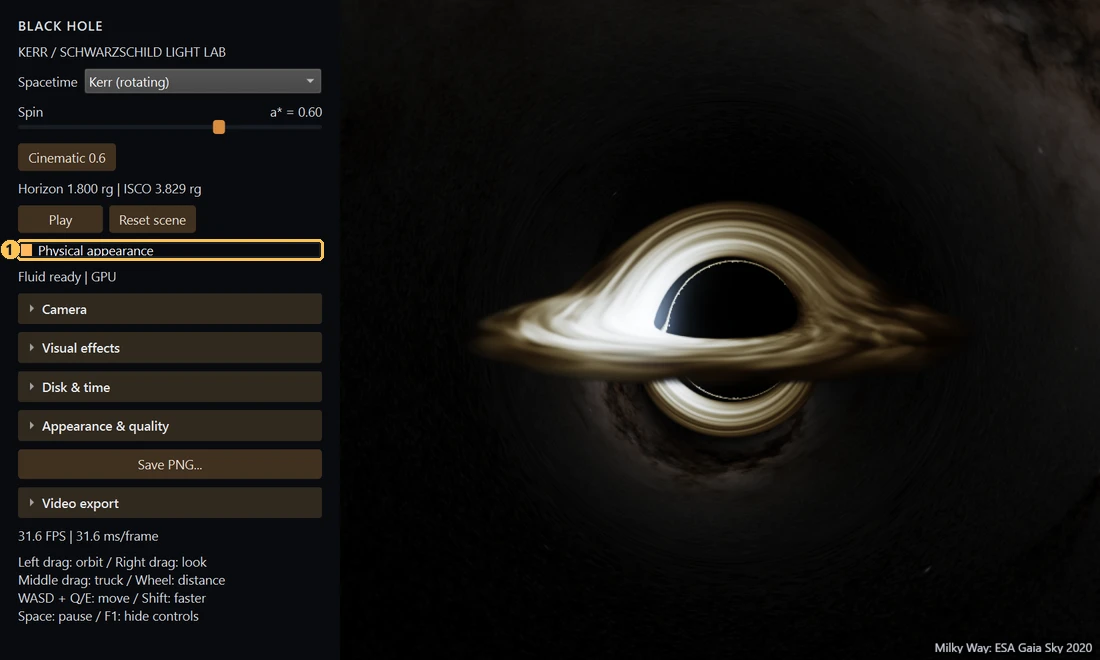 BLACK HOLE
KERR / SCHWARZSCHILD LIGHT LAB
Spacetime Kerr (rotating)
Spin a* = 0.60
Cinematic 0.6
Horizon 1.800 rg | ISCO 3.829 rg
Play Reset scene
1 Physical appearance
Fluid ready | GPU
Camera
Visual effects
Disk & time
Appearance & quality
Save PNG...
Video export
31.6 FPS | 31.6 ms/frame
Left drag: orbit / Right drag: look
Middle drag: truck / Wheel: distance
WASD + Q/E: move / Shift: faster
Space: pause / F1: hide controls
Milky Way: ESA Gaia Sky 2020